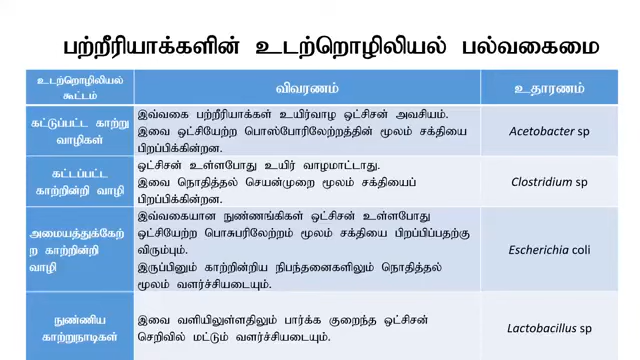 பற்றீரியாக்களின் உடற்றொழிலியல் பல்வகைமை
உடற்றொழிலியல்
கூட்டம்
விவரணம்
உதாரணம்
கட்டுப்பட்ட காற்று
வாழிகள்
இவ்வகை பற்றீரியாக்கள் உயிர்வாழ ஒட்சிசன் அவசியம்.
இவை ஒட்சியேற்ற பொஸ்போரிலேற்றத்தின் மூலம் சக்தியை
பிறப்பிக்கின்றன.
Acetobacter sp
கட்டப்பட்ட
காற்றின்றி வாழி
ஒட்சிசன் உள்ளபோது உயிர் வாழமாட்டாது.
இவை நொதித்தல் செயன்முறை மூலம் சக்தியைப்
பிறப்பிக்கின்றன.
Clostridium sp
அமையத்துக்கேற்
ற காற்றின்றி
வாழி
இவ்வகையான நுண்ணங்கிகள் ஒட்சிசன் உள்ளபோது
ஒட்சியேற்ற பொசுபரிலேற்றம் மூலம் சக்தியை பிறப்பிப்பதற்கு
விரும்பும்.
இருப்பினும் காற்றின்றிய நிபந்தனைகளிலும் நொதித்தல்
மூலம் வளர்ச்சியடையும்.
Escherichia coli
நுண்ணிய
காற்றுநாடிகள்
இவை வளியிலுள்ளதிலும் பார்க்க குறைந்த ஒட்சிசன்
செறிவில் மட்டும் வளர்ச்சியடையும்.
Lactobacillus sp